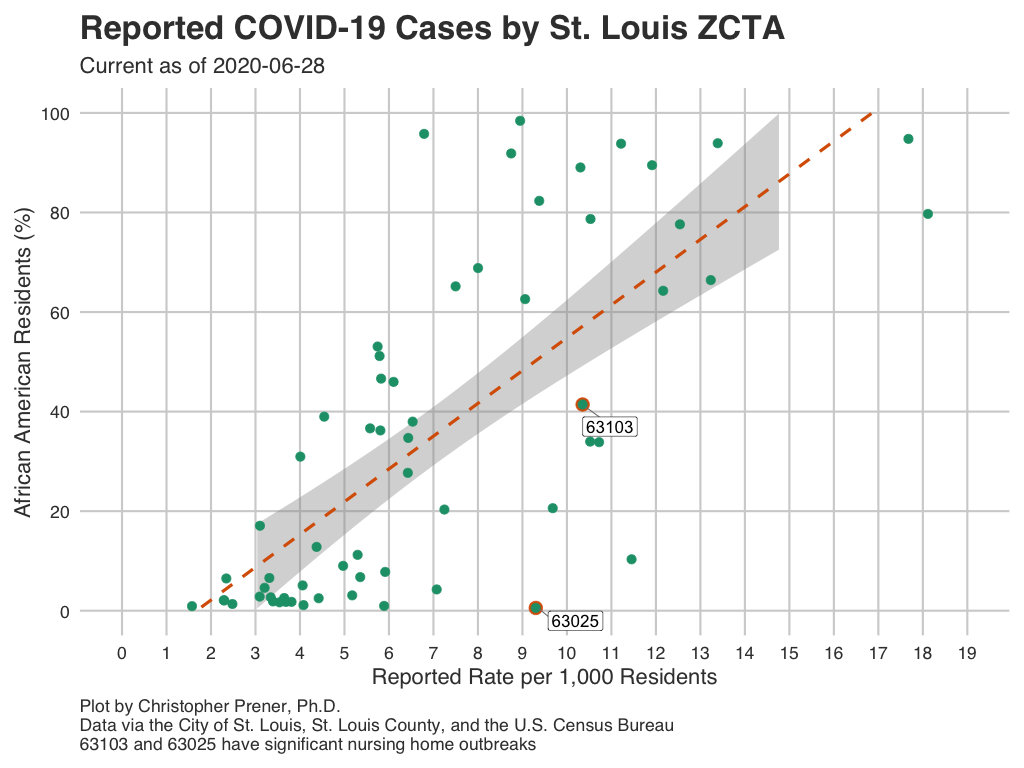 Reported COVID-19 Cases by St. Louis ZCTA
Current as of 2020-06-28
African American Residents (%)
100
80
60
40
20
0
63103
63025
0 1 2 3 4 5 6 7 8 9 10 11 12 13 14 15 16 17 18 19
Reported Rate per 1,000 Residents
Plot by Christopher Prener, Ph.D.
Data via the City of St. Louis, St. Louis County, and the U.S. Census Bureau
63103 and 63025 have significant nursing home outbreaks